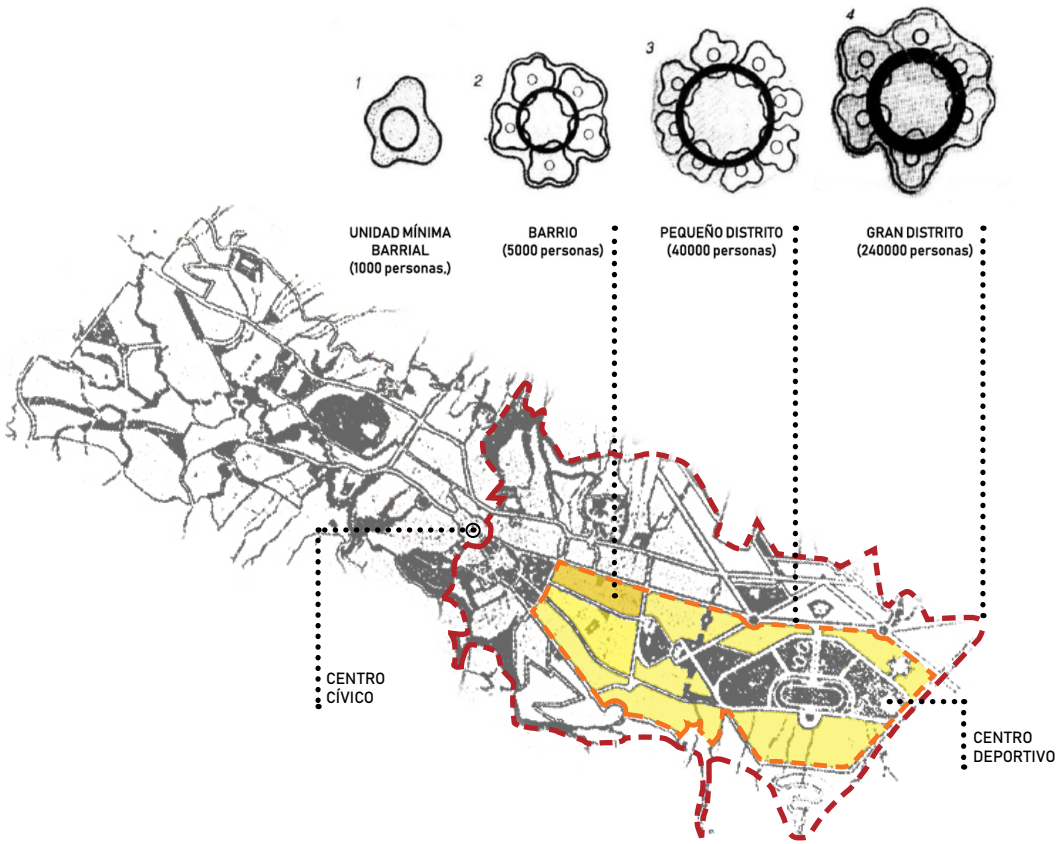 1
2
3
4
UNIDAD MÍNIMA
BARRIAL
(1000 personas,)
BARRIO
(5000 personas)
PEQUEÑO DISTRITO
(40000 personas)
GRAN DISTRITO
(240000 personas)
CENTRO
CÍVICO
CENTRO
DEPORTIVO